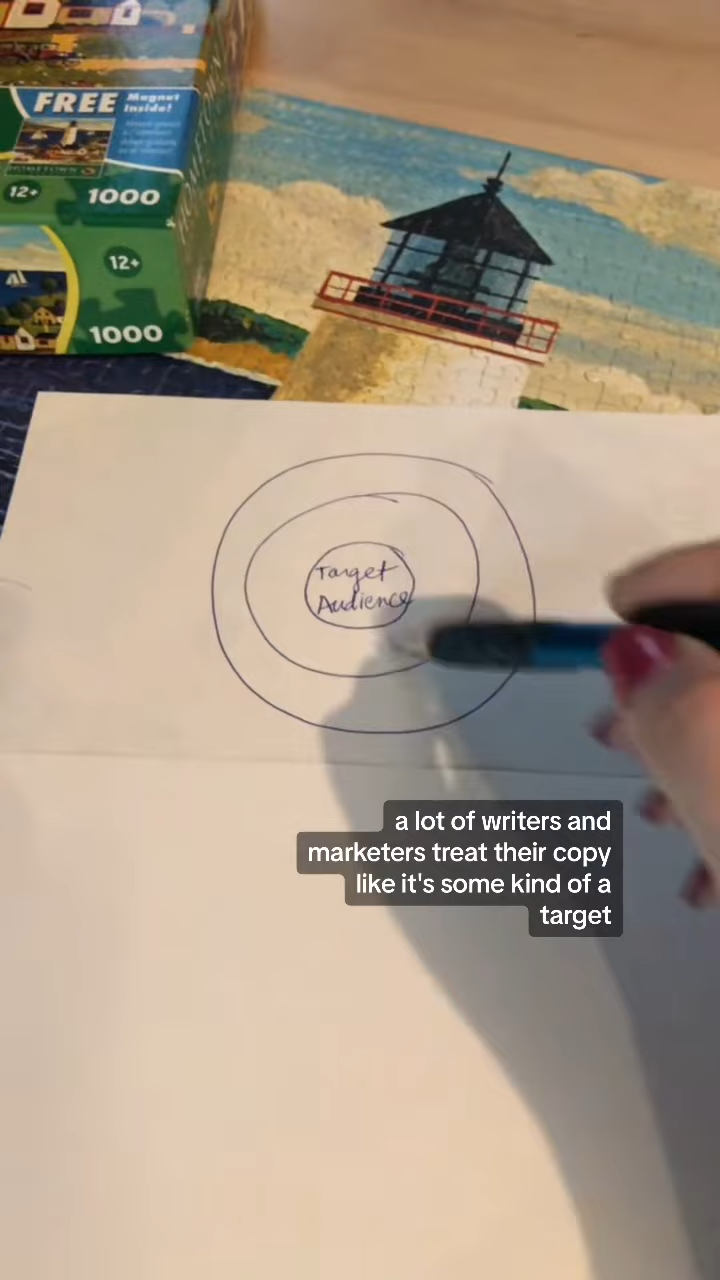 FREE Magnet Inside!
12+ 1000
HOMETOWN
12+
1000
Target
Audience
a lot of writers and
marketers treat their copy
like it's some kind of a
target